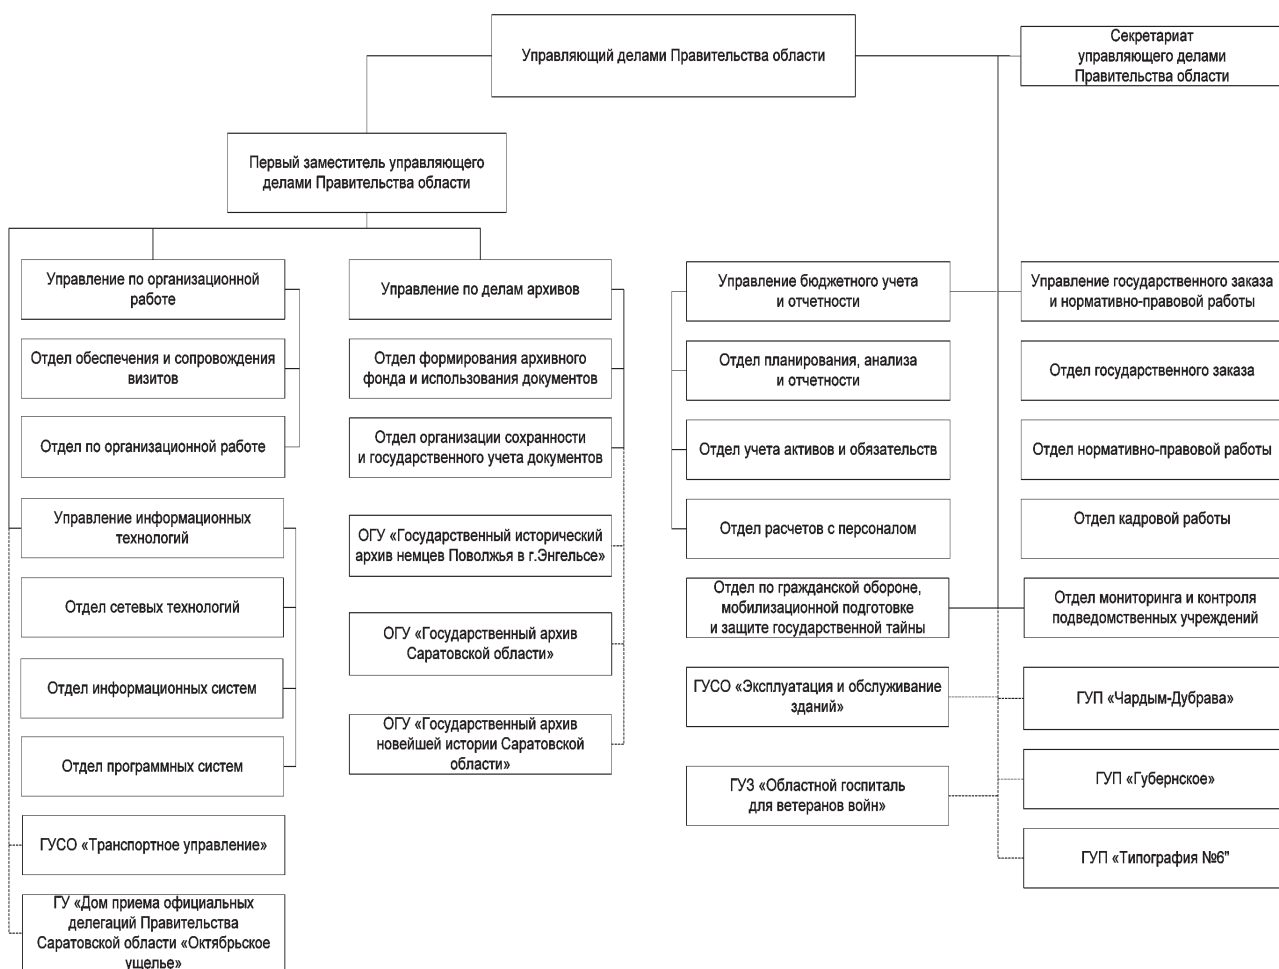 Управляющий делами Правительства области
Секретариат
управляющего делами
Правительства области
Первый заместитель управляющего
делами Правительства области
Управление по организационной
работе
Отдел обеспечения и сопровождения
визитов
Отдел по организационной работе
Управление информационных
технологий
Отдел сетевых технологий
Отдел информационных систем
Отдел программных систем
ГУСО «Транспортное управление»
ГУ «Дом приема официальных
делегаций Правительства
Саратовской области «Октябрьское
ущелье»
Управление по делам архивов
Отдел формирования архивного
фонда и использования документов
Отдел организации сохранности
и государственного учета документов
ОГУ «Государственный исторический
архив немцев Поволжья в г.Энгельсе»
ОГУ «Государственный архив
Саратовской области»
ОГУ «Государственный архив
новейшей истории Саратовской
области»
Управление бюджетного учета
и отчетности
Отдел планирования, анализа
и отчетности
Отдел учета активов и обязательств
Отдел расчетов с персоналом
Отдел по гражданской обороне,
мобилизационной подготовке
и защите государственной тайны
ГУСО «Эксплуатация и обслуживание
зданий»
ГУЗ «Областной госпиталь
для ветеранов войн»
Управление государственного заказа
и нормативно-правовой работы
Отдел государственного заказа
Отдел нормативно-правовой работы
Отдел кадровой работы
Отдел мониторинга и контроля
подведомственных учреждений
ГУП «Чардым-Дубрава»
ГУП «Губернское»
ГУП «Типография №6"